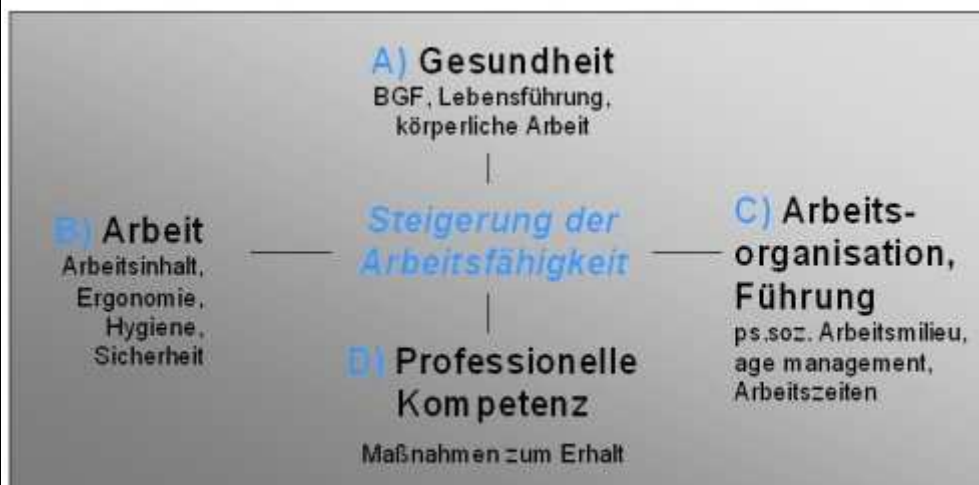 A) Gesundheit
BGF, Lebensführung,
körperliche Arbeit
B) Arbeit
Arbeitsinhalt,
Ergonomie,
Hygiene,
Sicherheit
Steigerung der
Arbeitsfähigkeit
C) Arbeits-
organisation,
Führung
ps.soz. Arbeitsmilieu,
age management,
Arbeitszeiten
D) Professionelle
Kompetenz
Maßnahmen zum Erhalt